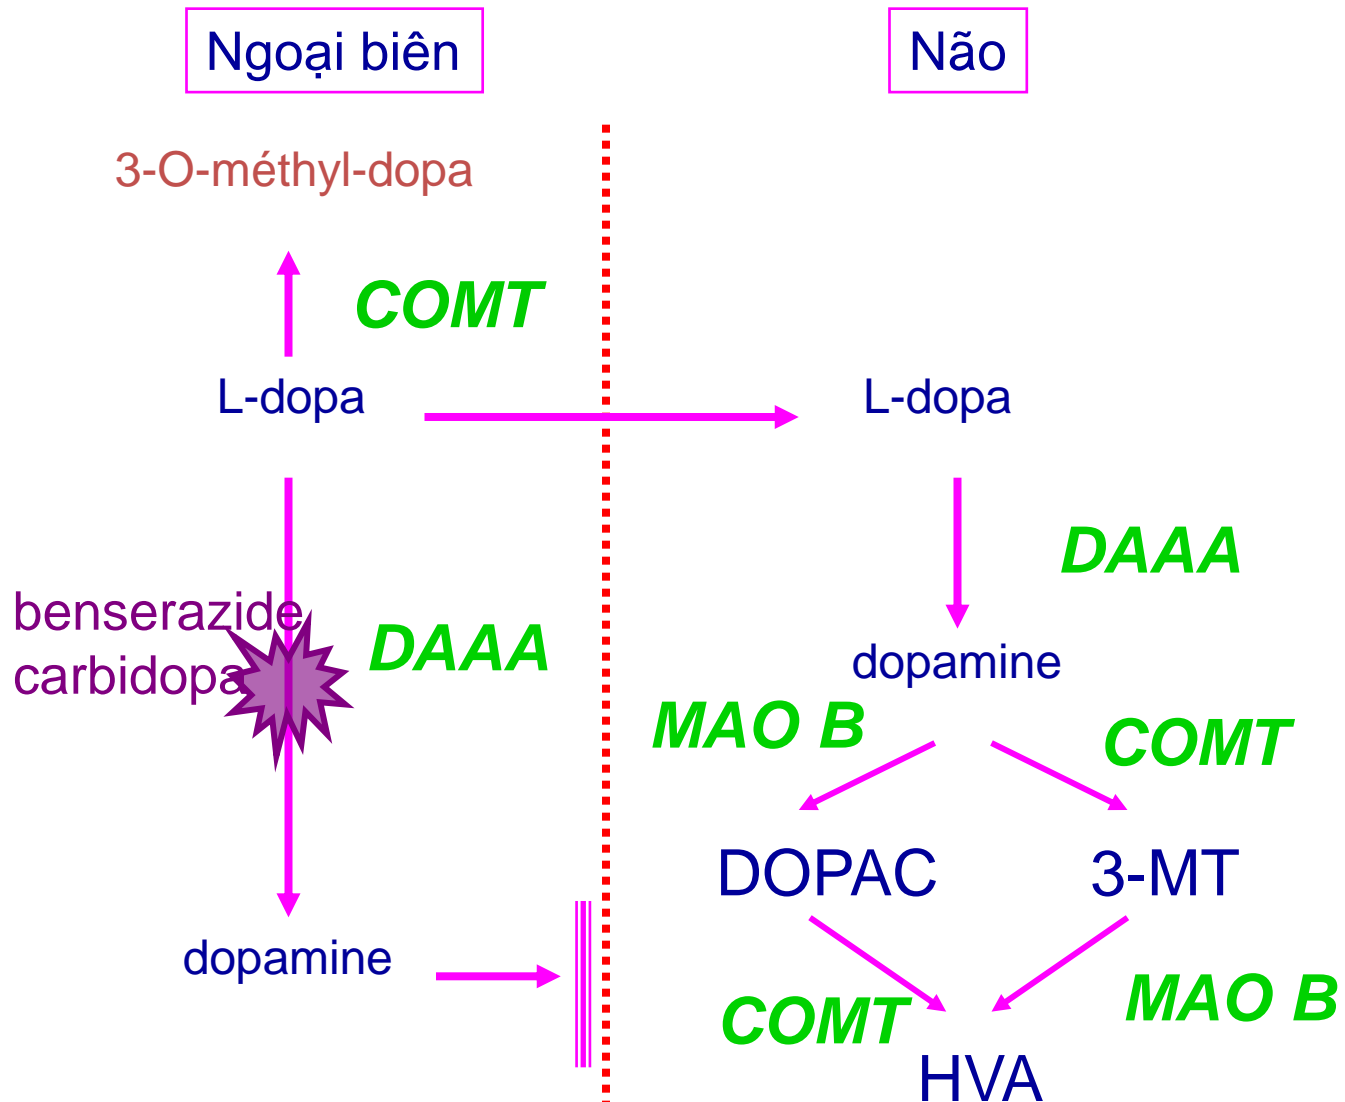 Ngoại biên
Não
3-O-méthyl-dopa
COMT
L-dopa
L-dopa
DAAA
benserazide
carbidopa
DAAA
dopamine
MAO B
COMT
DOPAC
3-MT
dopamine
COMT
MAO B
HVA